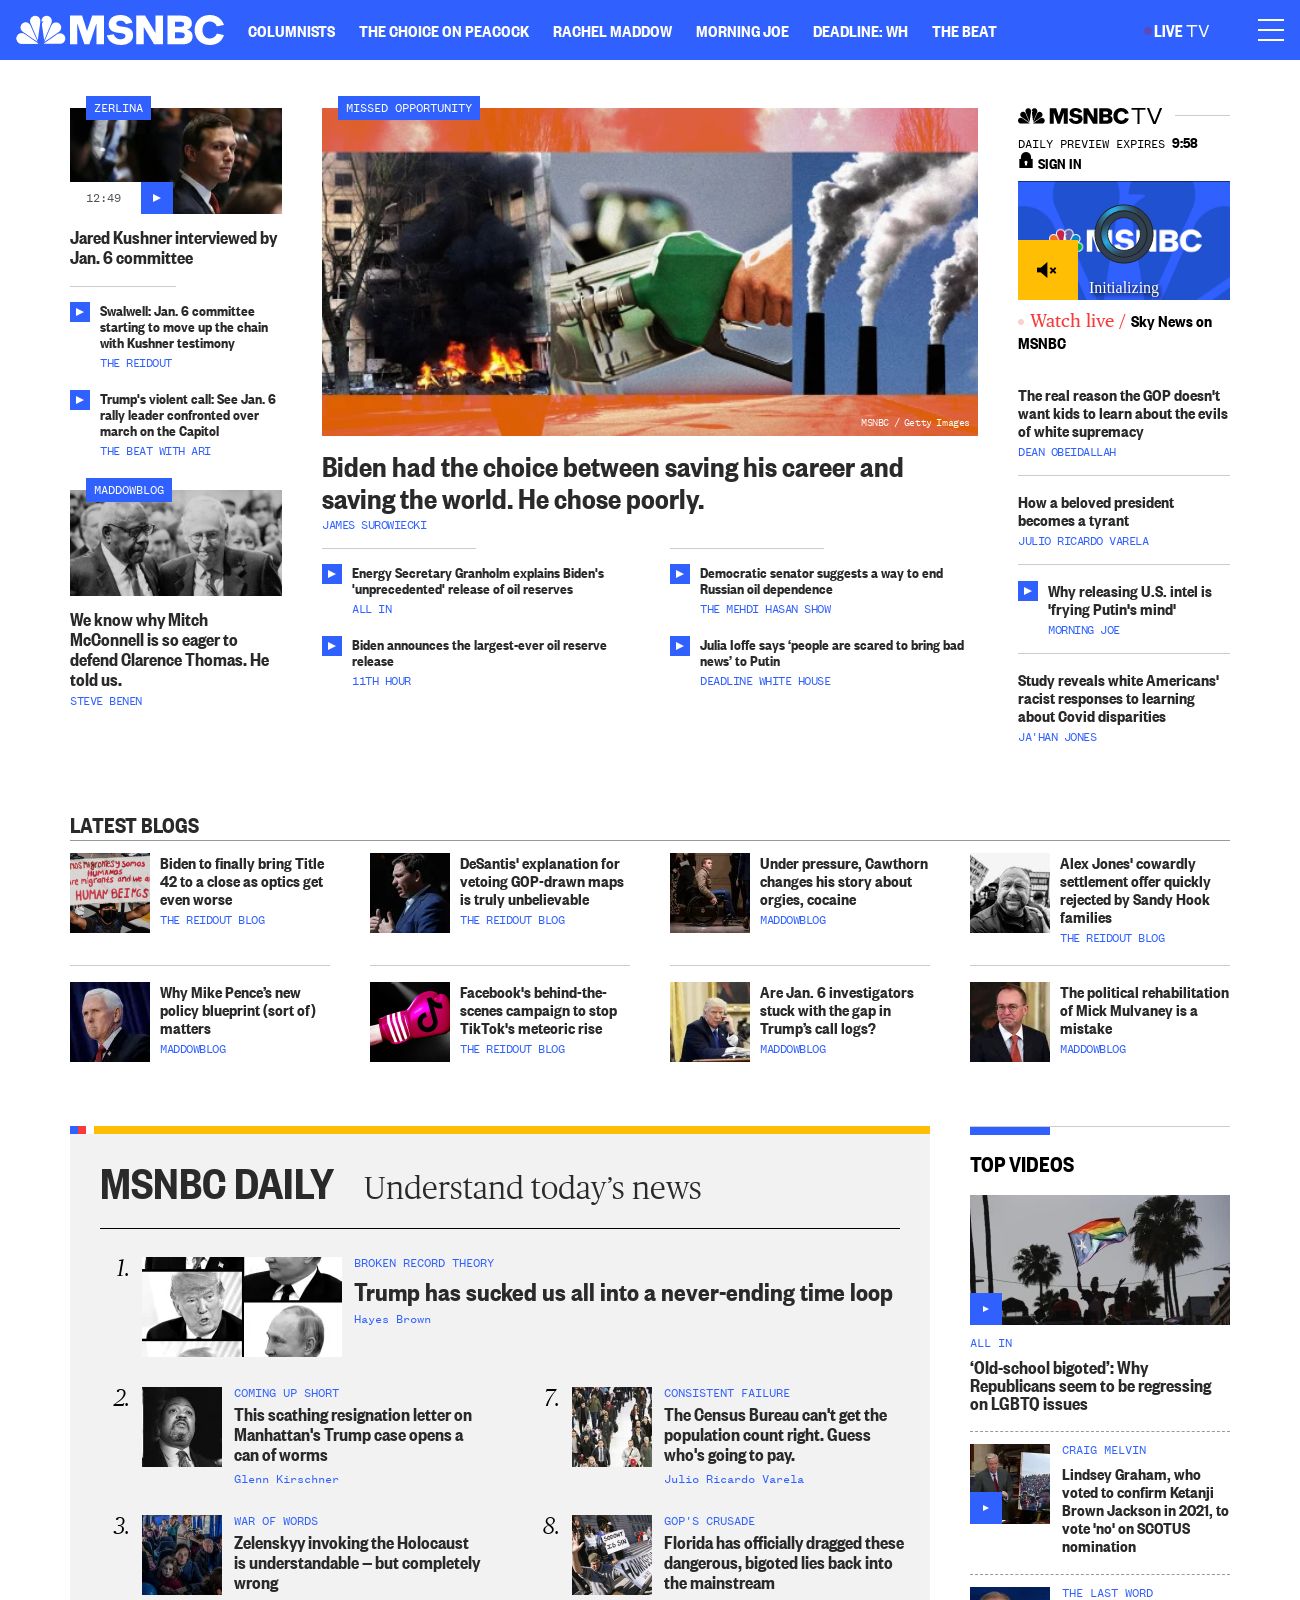 MSNBC
COLUMNISTS THE CHOICE ON PEACOCK RACHEL MADDOW MORNING JOE DEADLINE: WH THE BEAT
LIVE TV
ZERLINA
12:49
Jared Kushner interviewed by
Jan. 6 committee
Swalwell: Jan. 6 committee
starting to move up the chain
with Kushner testimony
THE REIDOUT
Trump's violent call: See Jan. 6
rally leader confronted over
march on the Capitol
THE BEAT WITH ARI
MADDOWBLOG
We know why Mitch
McConnell is so eager to
defend Clarence Thomas. He
told us.
STEVE BENEN
MISSED OPPORTUNITY
MSNBC / Getty Images
Biden had the choice between saving his career and
saving the world. He chose poorly.
JAMES SUROWIECKI
Energy Secretary Granholm explains Biden's
'unprecedented' release of oil reserves
ALL IN
Biden announces the largest-ever oil reserve
release
11TH HOUR
Democratic senator suggests a way to end
Russian oil dependence
THE MEHDI HASAN SHOW
Julia Ioffe says ‘people are scared to bring bad
news’ to Putin
DEADLINE WHITE HOUSE
MSNBC TV
DAILY PREVIEW EXPIRES 9:58
SIGN IN
MSNBC
Initializing
Watch live / Sky News on
MSNBC
The real reason the GOP doesn't
want kids to learn about the evils
of white supremacy
DEAN OBEIDALLAH
How a beloved president
becomes a tyrant
JULIO RICARDO VARELA
Why releasing U.S. intel is
'frying Putin's mind'
MORNING JOE
Study reveals white Americans'
racist responses to learning
about Covid disparities
JA'HAN JONES
LATEST BLOGS
HUMANOS
HUMAN BEINGS
Biden to finally bring Title
42 to a close as optics get
even worse
THE REIDOUT BLOG
DeSantis' explanation for
vetoing GOP-drawn maps
is truly unbelievable
THE REIDOUT BLOG
Under pressure, Cawthorn
changes his story about
orgies, cocaine
MADDOWBLOG
Alex Jones' cowardly
settlement offer quickly
rejected by Sandy Hook
families
THE REIDOUT BLOG
Why Mike Pence’s new
policy blueprint (sort of)
matters
MADDOWBLOG
Facebook's behind-the-
scenes campaign to stop
TikTok's meteoric rise
THE REIDOUT BLOG
Are Jan. 6 investigators
stuck with the gap in
Trump’s call logs?
MADDOWBLOG
The political rehabilitation
of Mick Mulvaney is a
mistake
MADDOWBLOG
MSNBC DAILY Understand today’s news
1.
BROKEN RECORD THEORY
Trump has sucked us all into a never-ending time loop
Hayes Brown
2.
COMING UP SHORT
This scathing resignation letter on
Manhattan's Trump case opens a
can of worms
Glenn Kirschner
3.
WAR OF WORDS
Zelenskyy invoking the Holocaust
is understandable — but completely
wrong
7.
CONSISTENT FAILURE
The Census Bureau can't get the
population count right. Guess
who's going to pay.
Julio Ricardo Varela
8.
GOP'S CRUSADE
Florida has officially dragged these
dangerous, bigoted lies back into
the mainstream
TOP VIDEOS
ALL IN
‘Old-school bigoted’: Why
Republicans seem to be regressing
on LGBTQ issues
CRAIG MELVIN
Lindsey Graham, who
voted to confirm Ketanji
Brown Jackson in 2021, to
vote 'no' on SCOTUS
nomination
THE LAST WORD